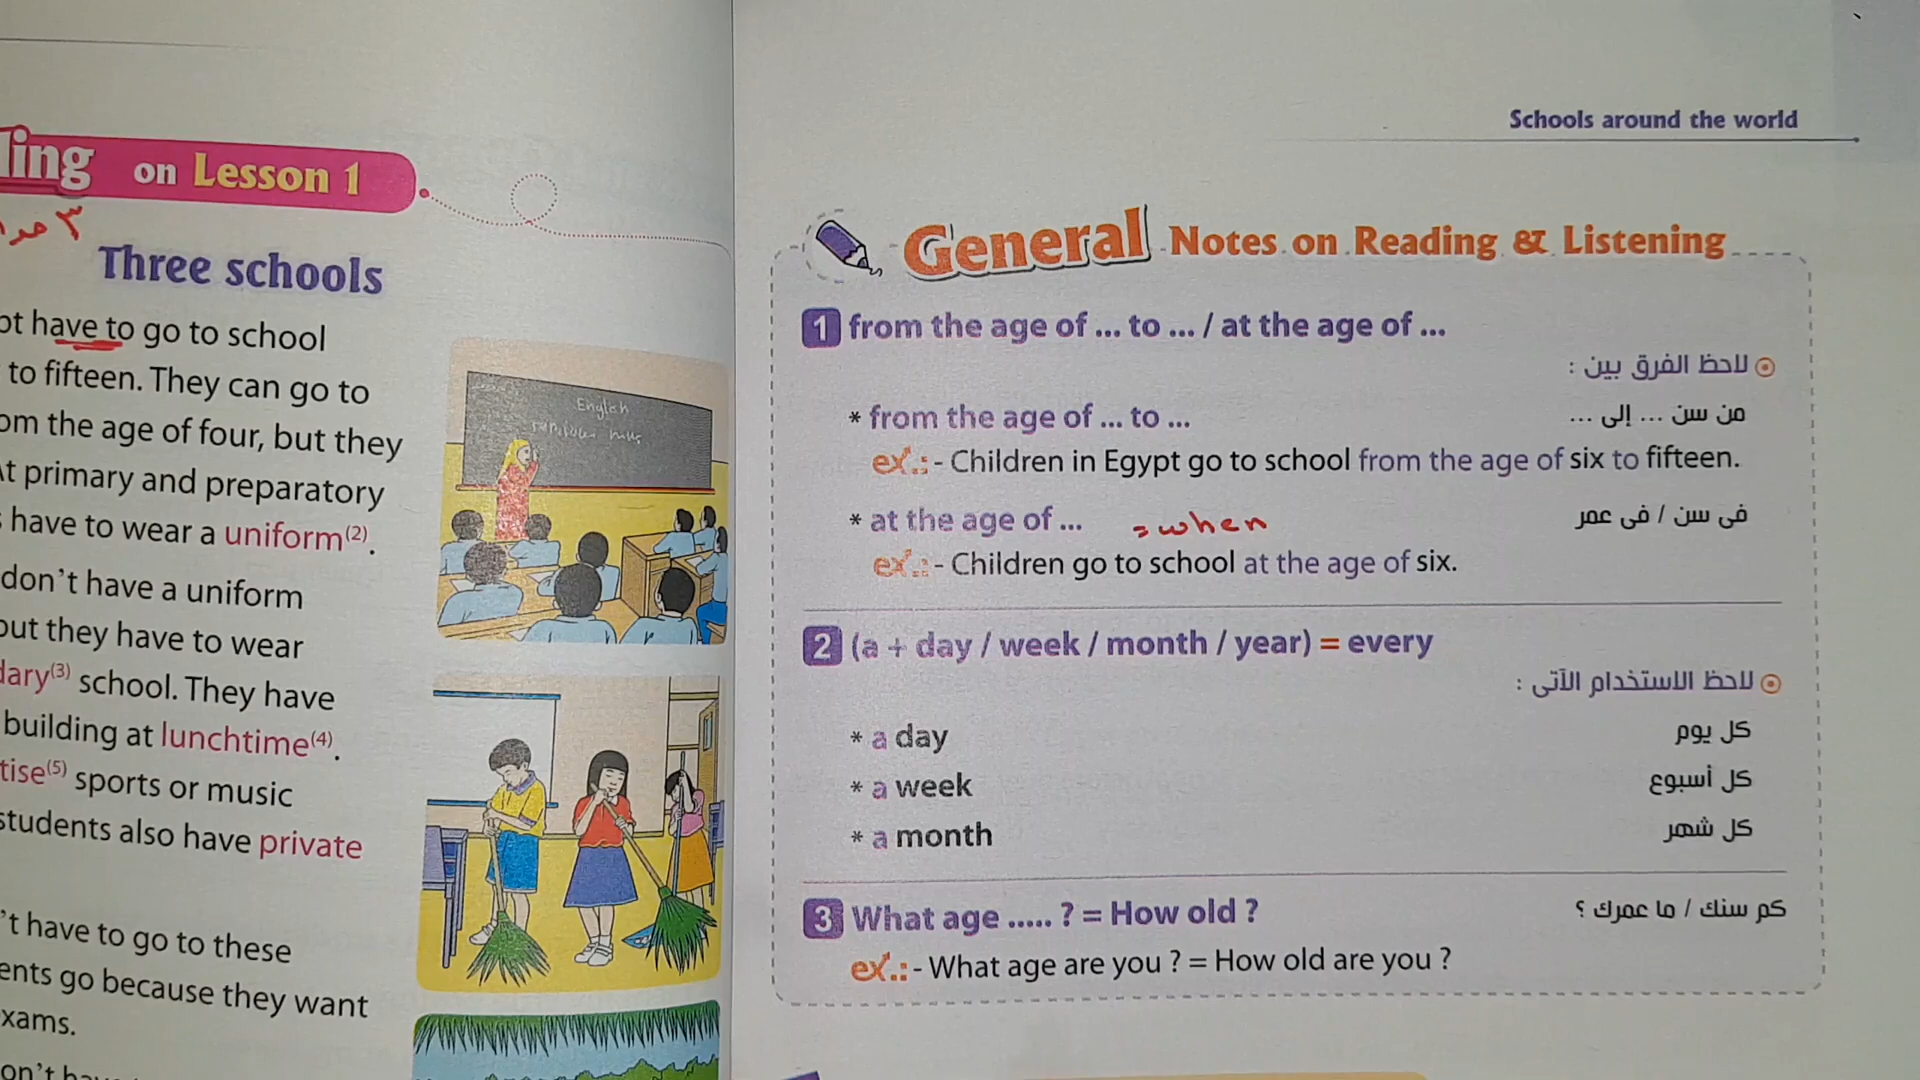 on Lesson 1
٣
Three schools
have to go to school
to fifteen. They can go to
the age of four, but they
primary and preparatory
have to wear a uniform(2).
don't have a uniform
but they have to wear
(3) school. They have
building at lunchtime(4).
(5) sports or music
students also have private
't have to go to these
go because they want
English
Schools around the world
General Notes on Reading & Listening
1 from the age of ... to ... / at the age of ...
لاحظ الفرق بين :
* from the age of ... to ... من سن ... إلى ...
ex.: - Children in Egypt go to school from the age of six to fifteen.
* at the age of ... = when فى سن / فى عمر
ex.: - Children go to school at the age of six.
2 (a + day / week / month / year) = every
لاحظ الاستخدام الآتى :
* a day كل يوم
* a week كل أسبوع
* a month كل شهر
3 What age ..... ? = How old ? كم سنك / ما عمرك ؟
ex.: - What age are you ? = How old are you ?